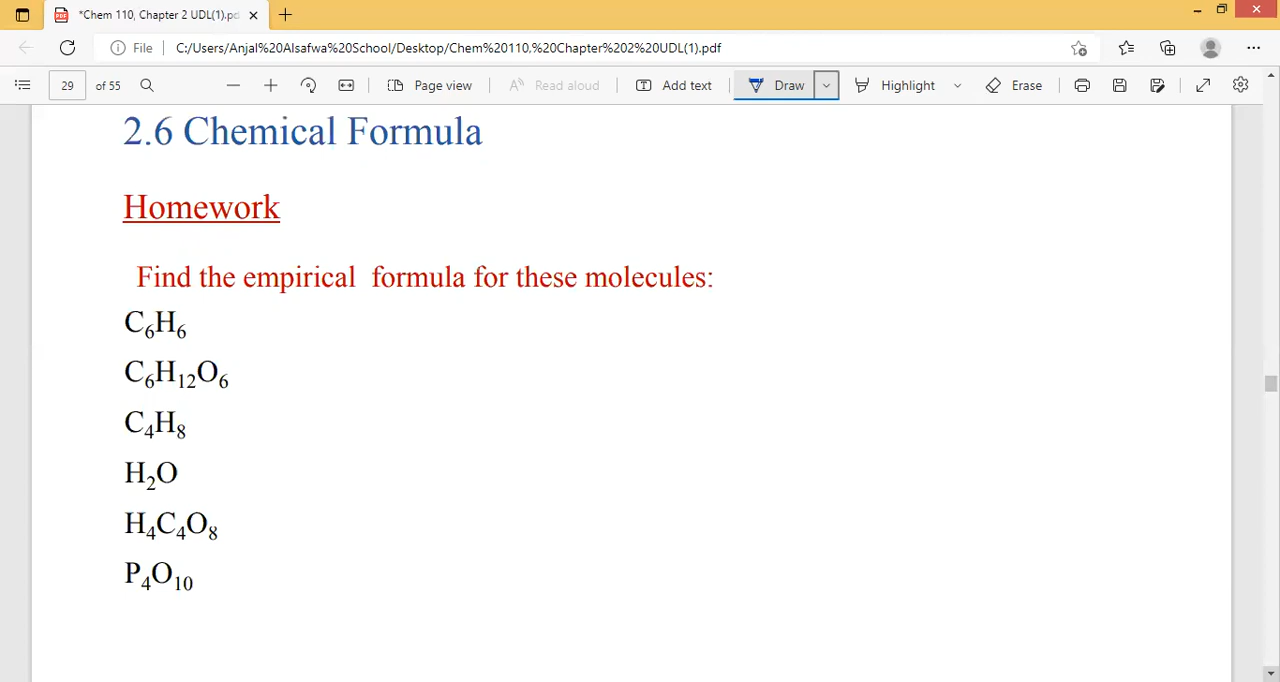 *Chem 110, Chapter 2 UDL(1).pd
File C:/Users/Anjal%20Alsafwa%20School/Desktop/Chem%20110,%20Chapter%202%20UDL(1).pdf
29 of 55 Page view Read aloud Add text Draw Highlight Erase
2.6 Chemical Formula
Homework
Find the empirical formula for these molecules:
C₆H₆
C₆H₁₂O₆
C₄H₈
H₂O
H₄C₄O₈
P₄O₁₀